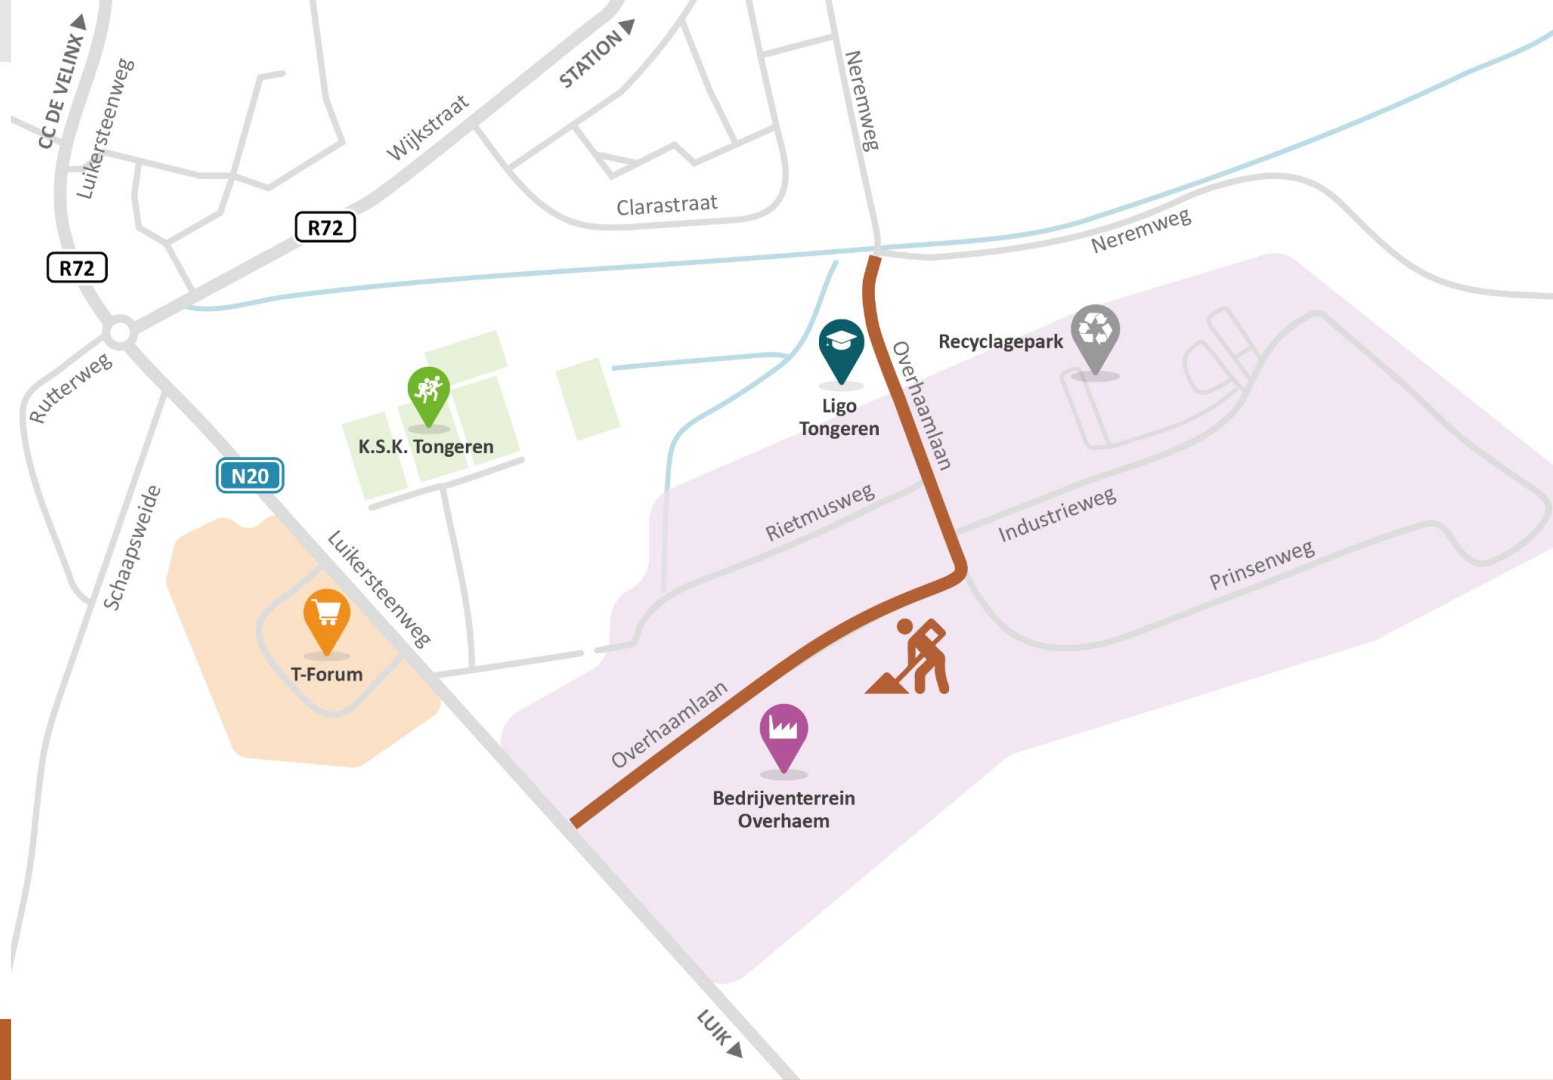 CC DE VELINX
Luikersteenweg
STATION
Wijkstraat
Neremweg
Clarastraat
R72
R72
Neremweg
Rutterweg
Recyclagepark
Overhaamlaan
Ligo
Tongeren
K.S.K. Tongeren
N20
Schaapsweide
Rietmusweg
Industrieweg
Luikersteenweg
Prinsenweg
T-Forum
Overhaamlaan
Bedrijventerrein
Overhaem
LUIK